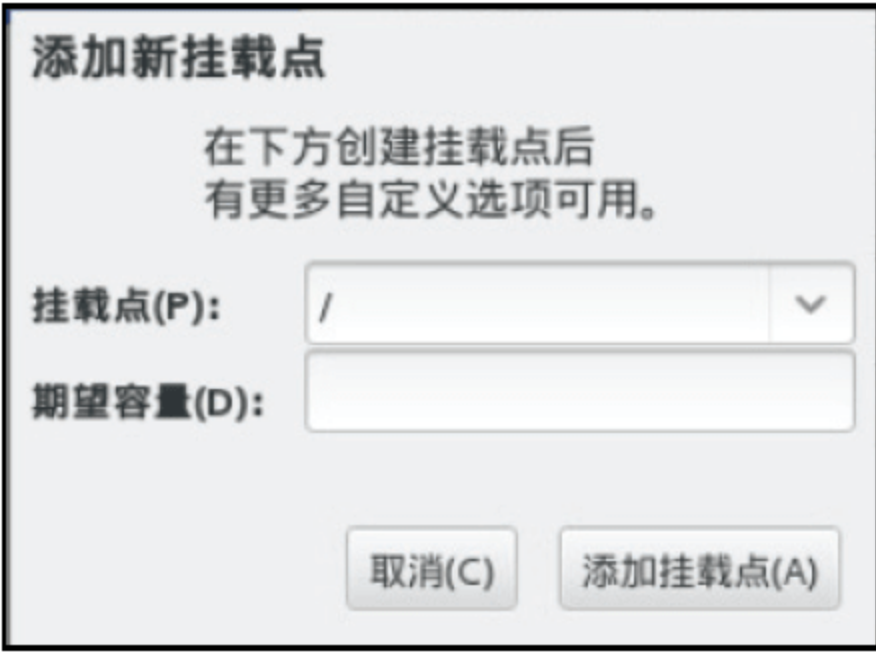 添加新挂载点
在下方创建挂载点后
有更多自定义选项可用。
挂载点(P):
/
期望容量(D):
取消(C)
添加挂载点(A)